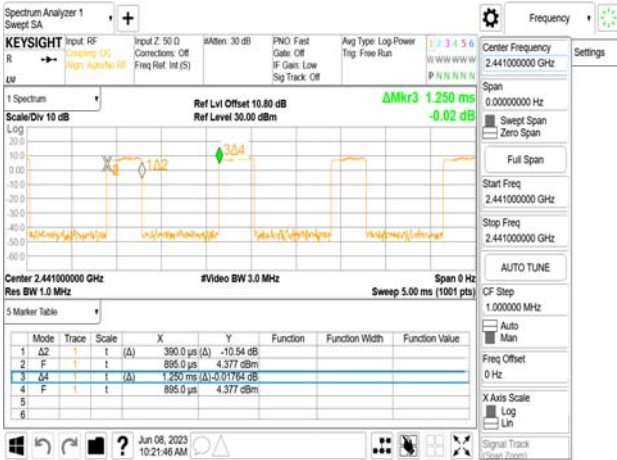 Spectrum Analyzer 1
Swept SA
+
Frequency
KEYSIGHT
Input: RF
Coupling: DC
Align: Auto/No RF
Input Z: 50 Ω
Corrections: Off
Freq Ref: Int (S)
#Atten: 30 dB
PNO: Fast
Gate: Off
IF Gain: Low
Sig Track: Off
Avg Type: Log-Power
Trig: Free Run
1 2 3 4 5 6
W W W W W W
P N N N N N
R
LXI
Center Frequency
2.441000000 GHz
Settings
Span
0.00000000 Hz
Swept Span
Zero Span
Full Span
Start Freq
2.441000000 GHz
Stop Freq
2.441000000 GHz
AUTO TUNE
CF Step
1.000000 MHz
Auto
Man
Freq Offset
0 Hz
X Axis Scale
Log
Lin
Signal Track
(Span Zoom)
1 Spectrum
Scale/Div 10 dB
Log
Ref Lvl Offset 10.80 dB
Ref Level 30.00 dBm
ΔMkr3 1.250 ms
-0.02 dB
20.0
10.0
0.00
-10.0
-20.0
-30.0
-40.0
-50.0
-60.0
1Δ2
3Δ4
Center 2.441000000 GHz
#Video BW 3.0 MHz
Span 0 Hz
Res BW 1.0 MHz
Sweep 5.00 ms (1001 pts)
5 Marker Table
Mode Trace Scale X Y Function Function Width Function Value
1 Δ2 1 t (Δ) 390.0 μs (Δ) -10.54 dB
2 F 1 t 895.0 μs 4.377 dBm
3 Δ4 1 t (Δ) 1.250 ms (Δ) -0.01764 dB
4 F 1 t 895.0 μs 4.377 dBm
5
6
?
Jun 08, 2023
10:21:46 AM